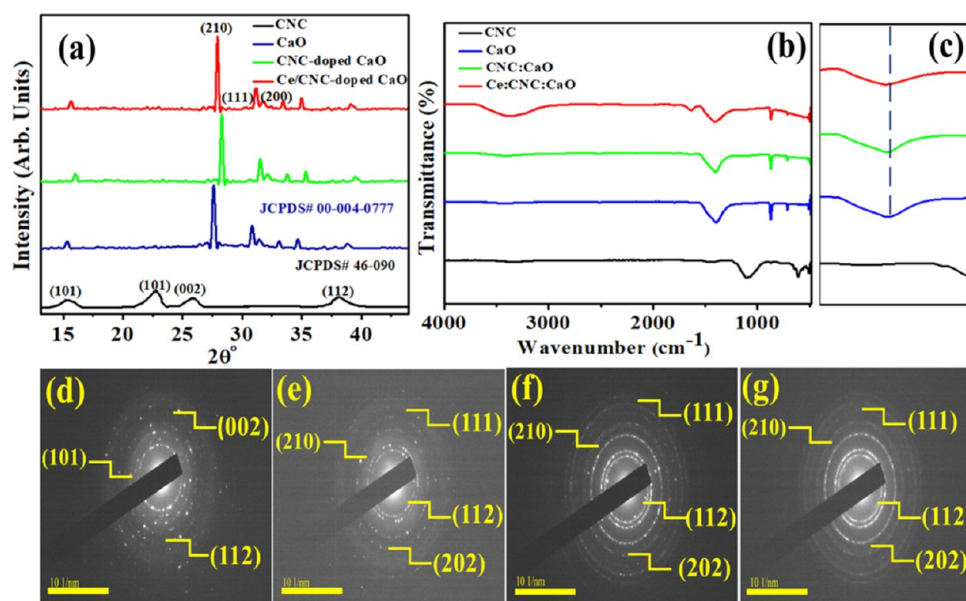 (a)
CNC
CaO
CNC-doped CaO
Ce/CNC-doped CaO
(210)
(111)
(200)
JCPDS# 00-004-0777
JCPDS# 46-090
(101)
(101)
(002)
(112)
Intensity (Arb. Units)
15 20 25 30 35 40
2θ°
(b)
CNC
CaO
CNC:CaO
Ce:CNC:CaO
Transmittance (%)
4000 3000 2000 1000
Wavenumber (cm⁻¹)
(c)
(d)
(002)
(101)
(112)
10 1/nm
(e)
(111)
(210)
(112)
(202)
10 1/nm
(f)
(111)
(210)
(112)
(202)
10 1/nm
(g)
(111)
(210)
(112
(202)
10 1/nm